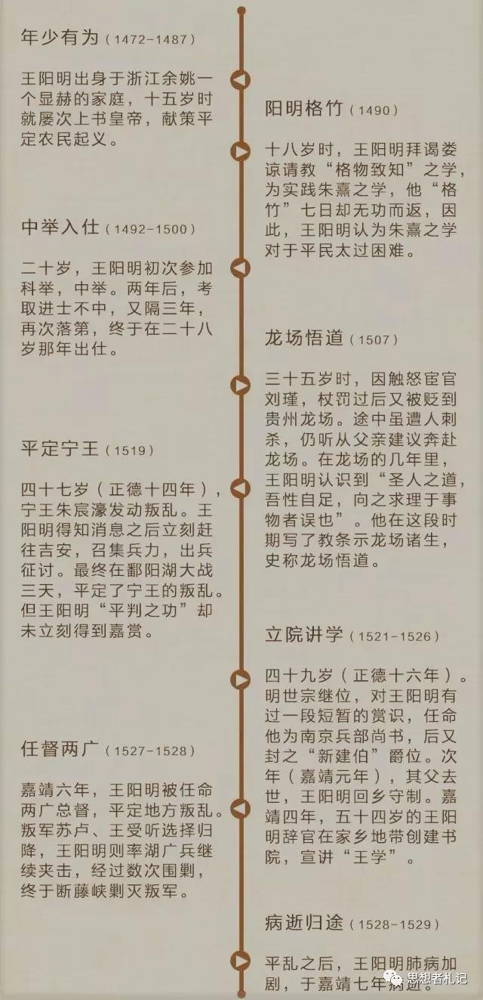 年少有为（1472-1487）
王阳明出身于浙江余姚一
个显赫的家庭，十五岁时
就屡次上书皇帝，献策平
定农民起义。
阳明格竹（1490）
十八岁时，王阳明拜谒娄
谅请教“格物致知”之学，
为实践朱熹之学，他“格
竹”七日却无功而返，因
此，王阳明认为朱熹之学
对于平民太过困难。
中举入仕（1492-1500）
二十岁，王阳明初次参加
科举，中举。两年后，考
取进士不中，又隔三年，
再次落第，终于在二十八
岁那年出仕。
龙场悟道（1507）
三十五岁时，因触怒宦官
刘瑾，杖罚过后又被贬到
贵州龙场。途中虽遭人刺
杀，仍听从父亲建议奔赴
龙场。在龙场的几年里，
王阳明认识到“圣人之道，
吾性自足，向之求理于事
物者误也”。他在这段时
期写了教条示龙场诸生，
史称龙场悟道。
平定宁王（1519）
四十七岁（正德十四年），
宁王朱宸濠发动叛乱。王
阳明得知消息之后立刻赶
往吉安，召集兵力，出兵
征讨。最终在鄱阳湖大战
三天，平定了宁王的叛乱。
但王阳明“平判之功”却
未立刻得到嘉赏。
立院讲学（1521-1526）
四十九岁（正德十六年）。
明世宗继位，对王阳明有
过一段短暂的赏识，任命
他为南京兵部尚书，后又
封之“新建伯”爵位。次
年（嘉靖元年），其父去
世，王阳明回乡守制。嘉
靖四年，五十四岁的王阳
明辞官在家乡地带创建书
院，宣讲“王学”。
任督两广（1527-1528）
嘉靖六年，王阳明被任命
两广总督，平定地方叛乱。
叛军苏卢、王受听选择归
降，王阳明则率湖广兵继
续夹击，经过数次围剿，
终于断藤峡剿灭叛军。
病逝归途（1528-1529）
平乱之后，王阳明肺病加
剧，于嘉靖七年病逝。
思想者札记